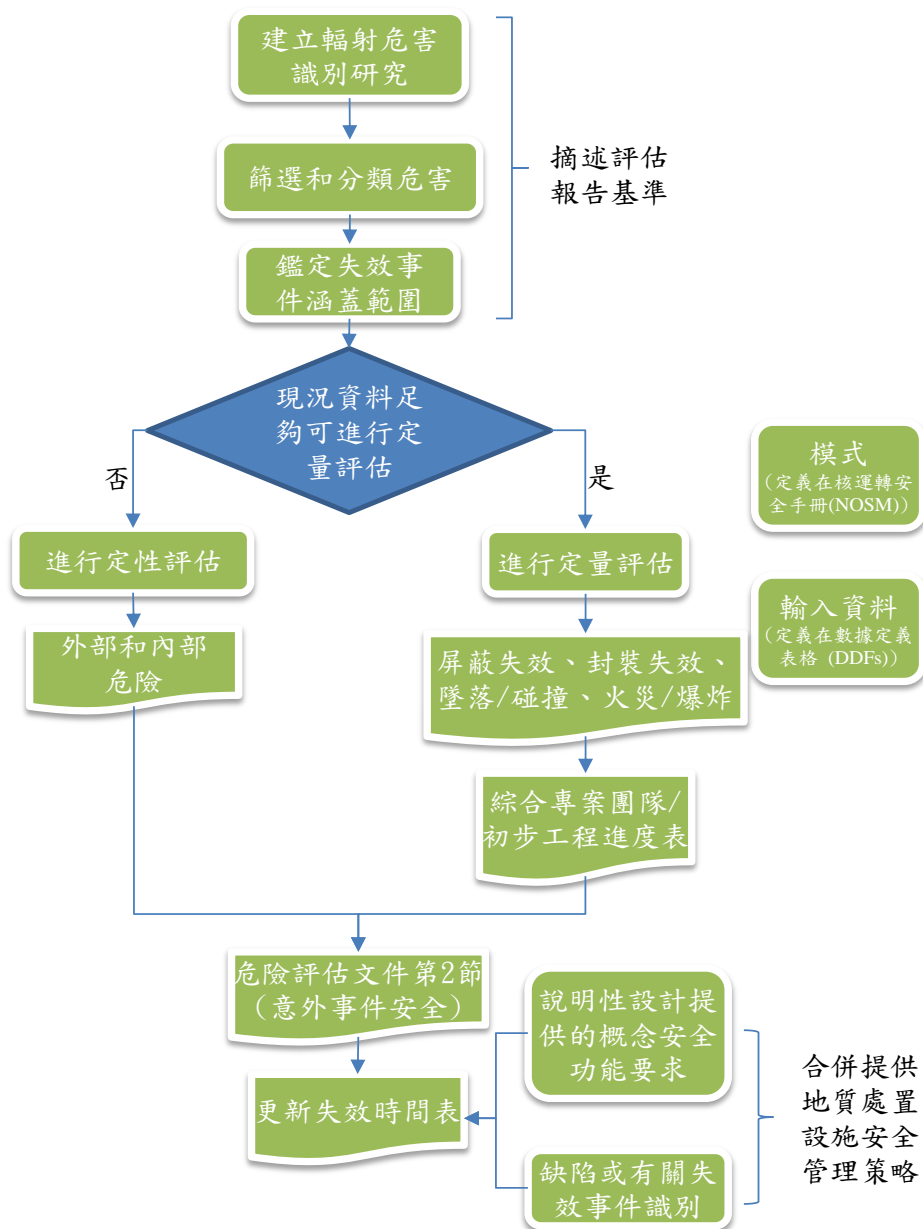 建立輻射危害
識別研究
篩選和分類危害
鑑定失效事
件涵蓋範圍
摘述評估
報告基準
現況資料足
夠可進行定
量評估
否
是
進行定性評估
外部和內部
危險
進行定量評估
屏蔽失效、封裝失效、
墜落/碰撞、火災/爆炸
綜合專案團隊/
初步工程進度表
模式
(定義在核運轉安
全手冊(NOSM))
輸入資料
(定義在數據定義
表格 (DDFs))
危險評估文件第2節
(意外事件安全)
更新失效時間表
說明性設計提
供的概念安全
功能要求
缺陷或有關失
效事件識別
合併提供
地質處置
設施安全
管理策略